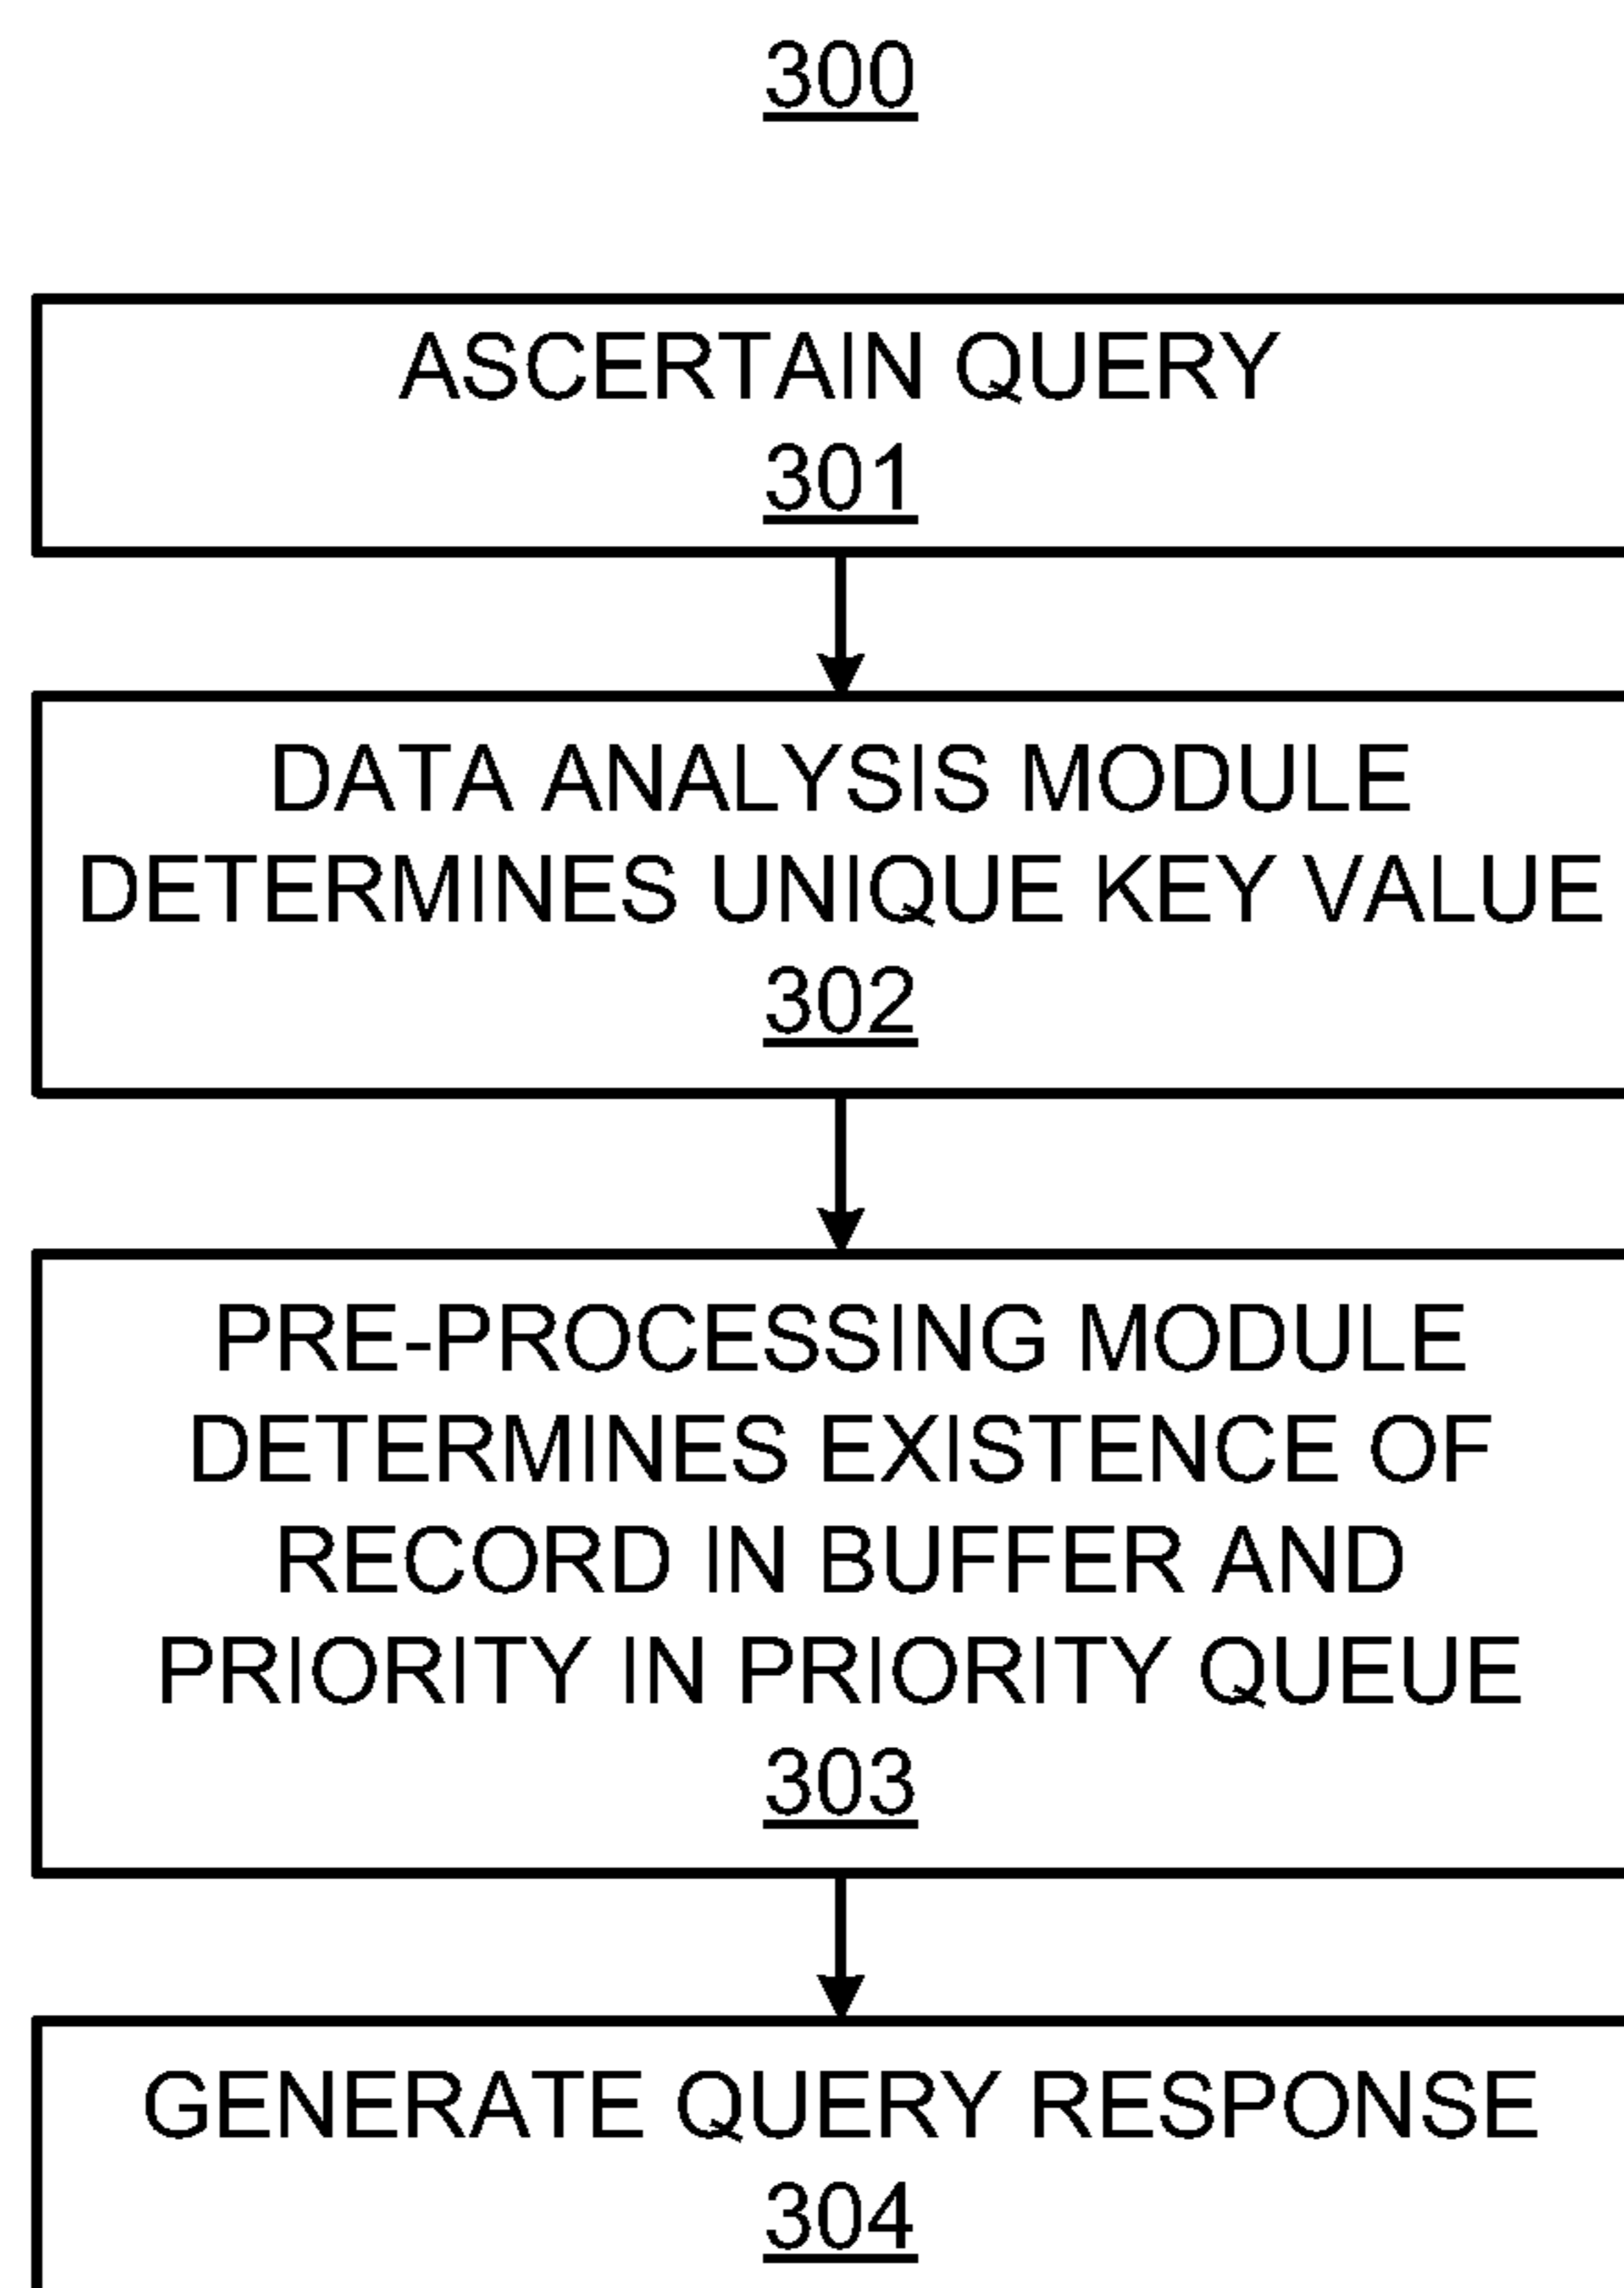 300
ASCERTAIN QUERY
301
DATA ANALYSIS MODULE
DETERMINES UNIQUE KEY VALUE
302
PRE-PROCESSING MODULE
DETERMINES EXISTENCE OF
RECORD IN BUFFER AND
PRIORITY IN PRIORITY QUEUE
303
GENERATE QUERY RESPONSE
304